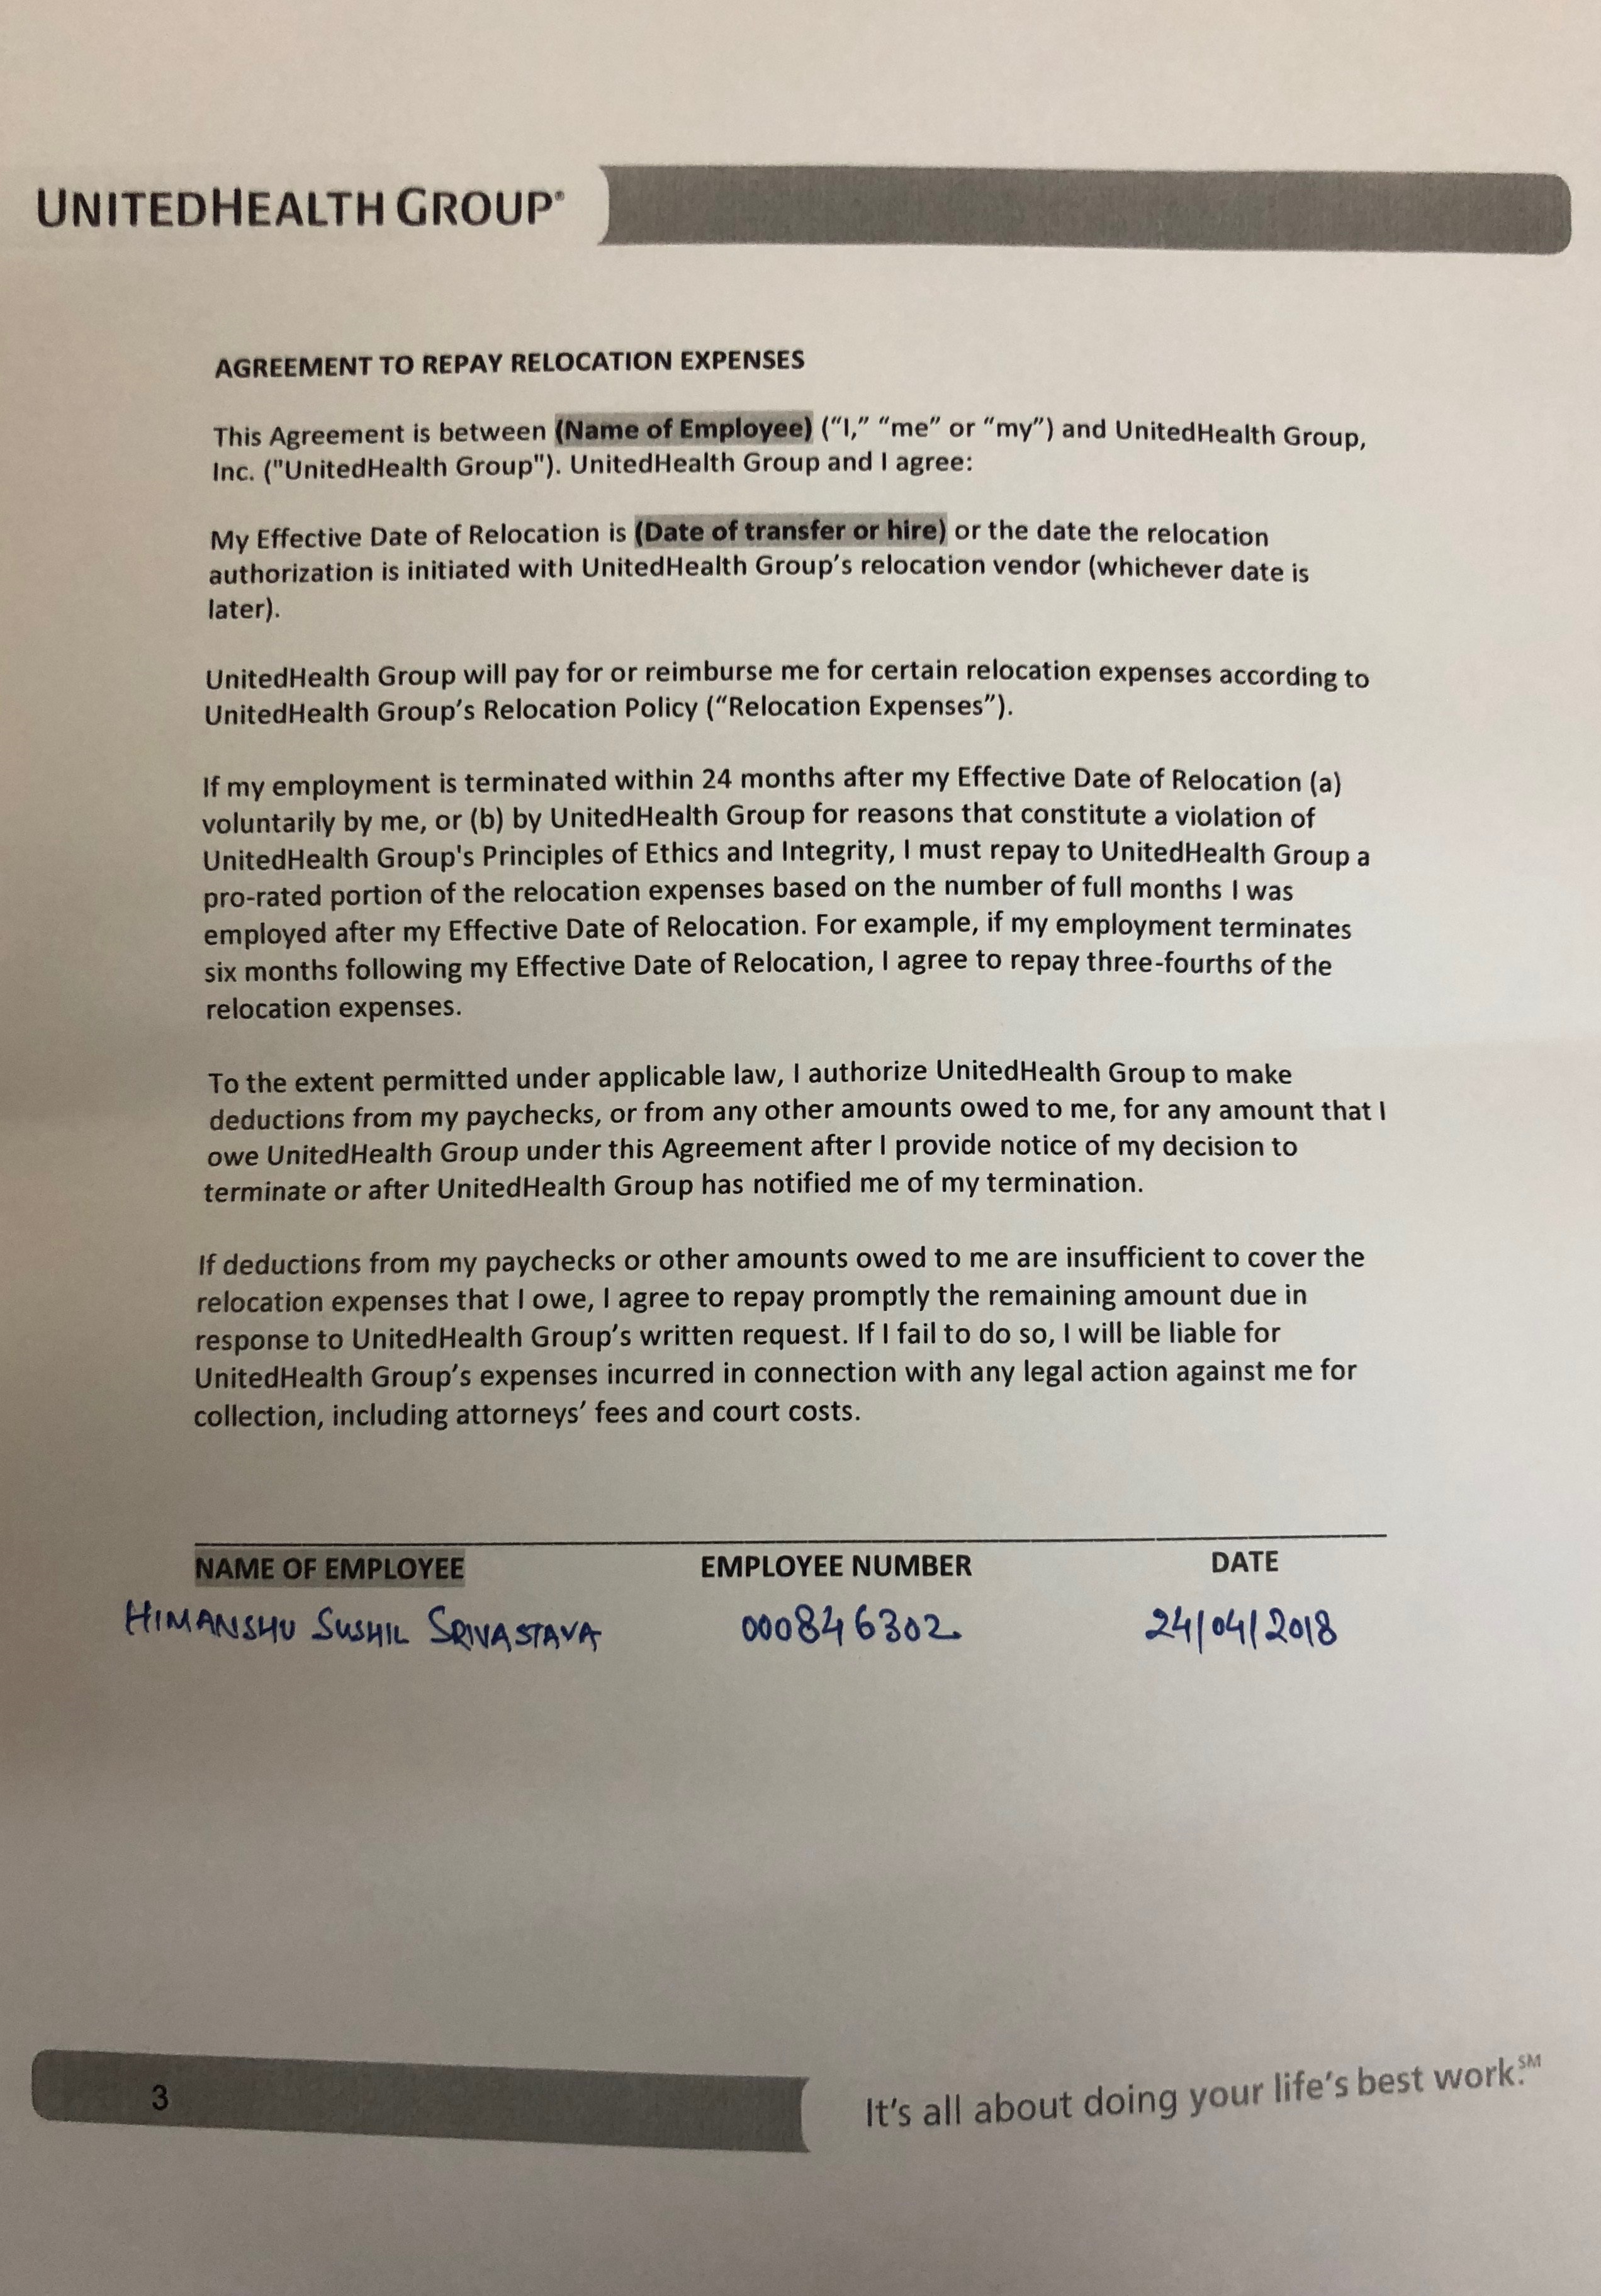 UNITEDHEALTH GROUP®
AGREEMENT TO REPAY RELOCATION EXPENSES
This Agreement is between (Name of Employee) (“I,” “me” or “my”) and UnitedHealth Group,
Inc. ("UnitedHealth Group"). UnitedHealth Group and I agree:
My Effective Date of Relocation is (Date of transfer or hire) or the date the relocation
authorization is initiated with UnitedHealth Group’s relocation vendor (whichever date is
later).
UnitedHealth Group will pay for or reimburse me for certain relocation expenses according to
UnitedHealth Group’s Relocation Policy (“Relocation Expenses”).
If my employment is terminated within 24 months after my Effective Date of Relocation (a)
voluntarily by me, or (b) by UnitedHealth Group for reasons that constitute a violation of
UnitedHealth Group's Principles of Ethics and Integrity, I must repay to UnitedHealth Group a
pro-rated portion of the relocation expenses based on the number of full months I was
employed after my Effective Date of Relocation. For example, if my employment terminates
six months following my Effective Date of Relocation, I agree to repay three-fourths of the
relocation expenses.
To the extent permitted under applicable law, I authorize UnitedHealth Group to make
deductions from my paychecks, or from any other amounts owed to me, for any amount that I
owe UnitedHealth Group under this Agreement after I provide notice of my decision to
terminate or after UnitedHealth Group has notified me of my termination.
If deductions from my paychecks or other amounts owed to me are insufficient to cover the
relocation expenses that I owe, I agree to repay promptly the remaining amount due in
response to UnitedHealth Group’s written request. If I fail to do so, I will be liable for
UnitedHealth Group’s expenses incurred in connection with any legal action against me for
collection, including attorneys’ fees and court costs.
NAME OF EMPLOYEE EMPLOYEE NUMBER DATE
HIMANSHU SUSHIL SRIVASTAVA 000846302 24/04/2018
3 It’s all about doing your life’s best work.℠